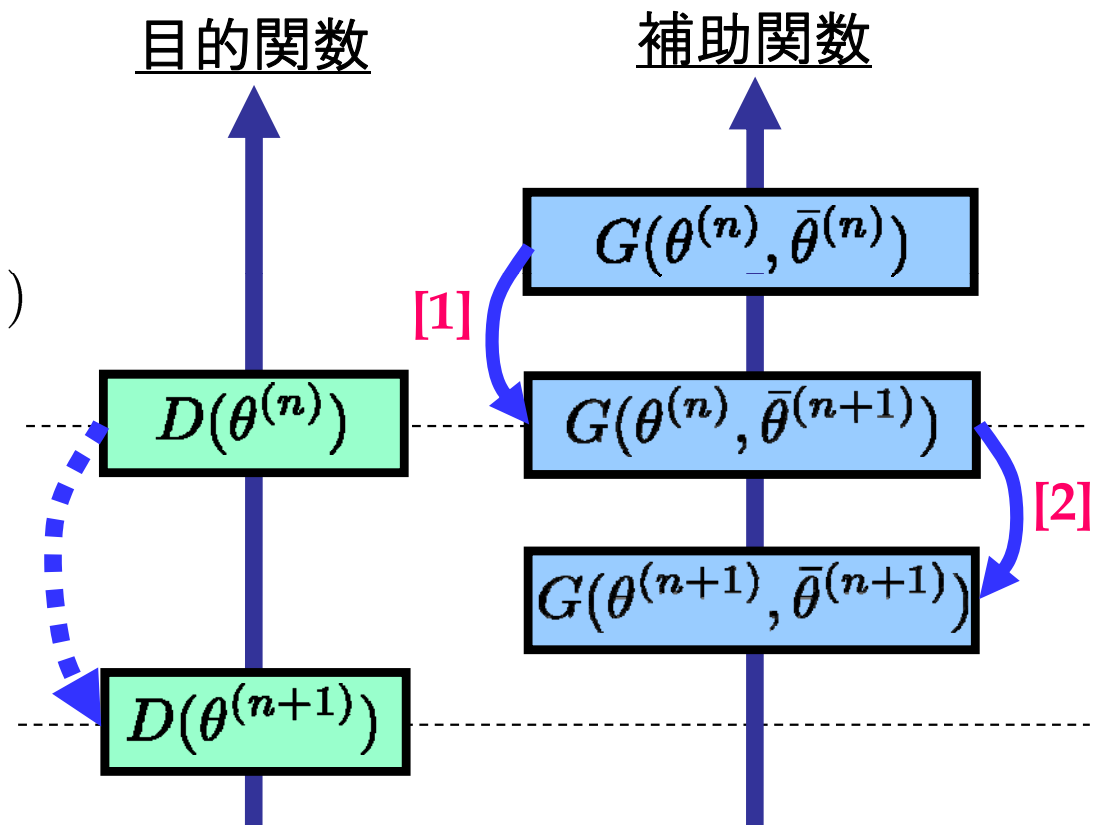 目的関数
補助関数
G(θ^(n), θ̄^(n))
)
[1]
D(θ^(n))
G(θ^(n), θ̄^(n+1))
[2]
G(θ^(n+1), θ̄^(n+1))
D(θ^(n+1))